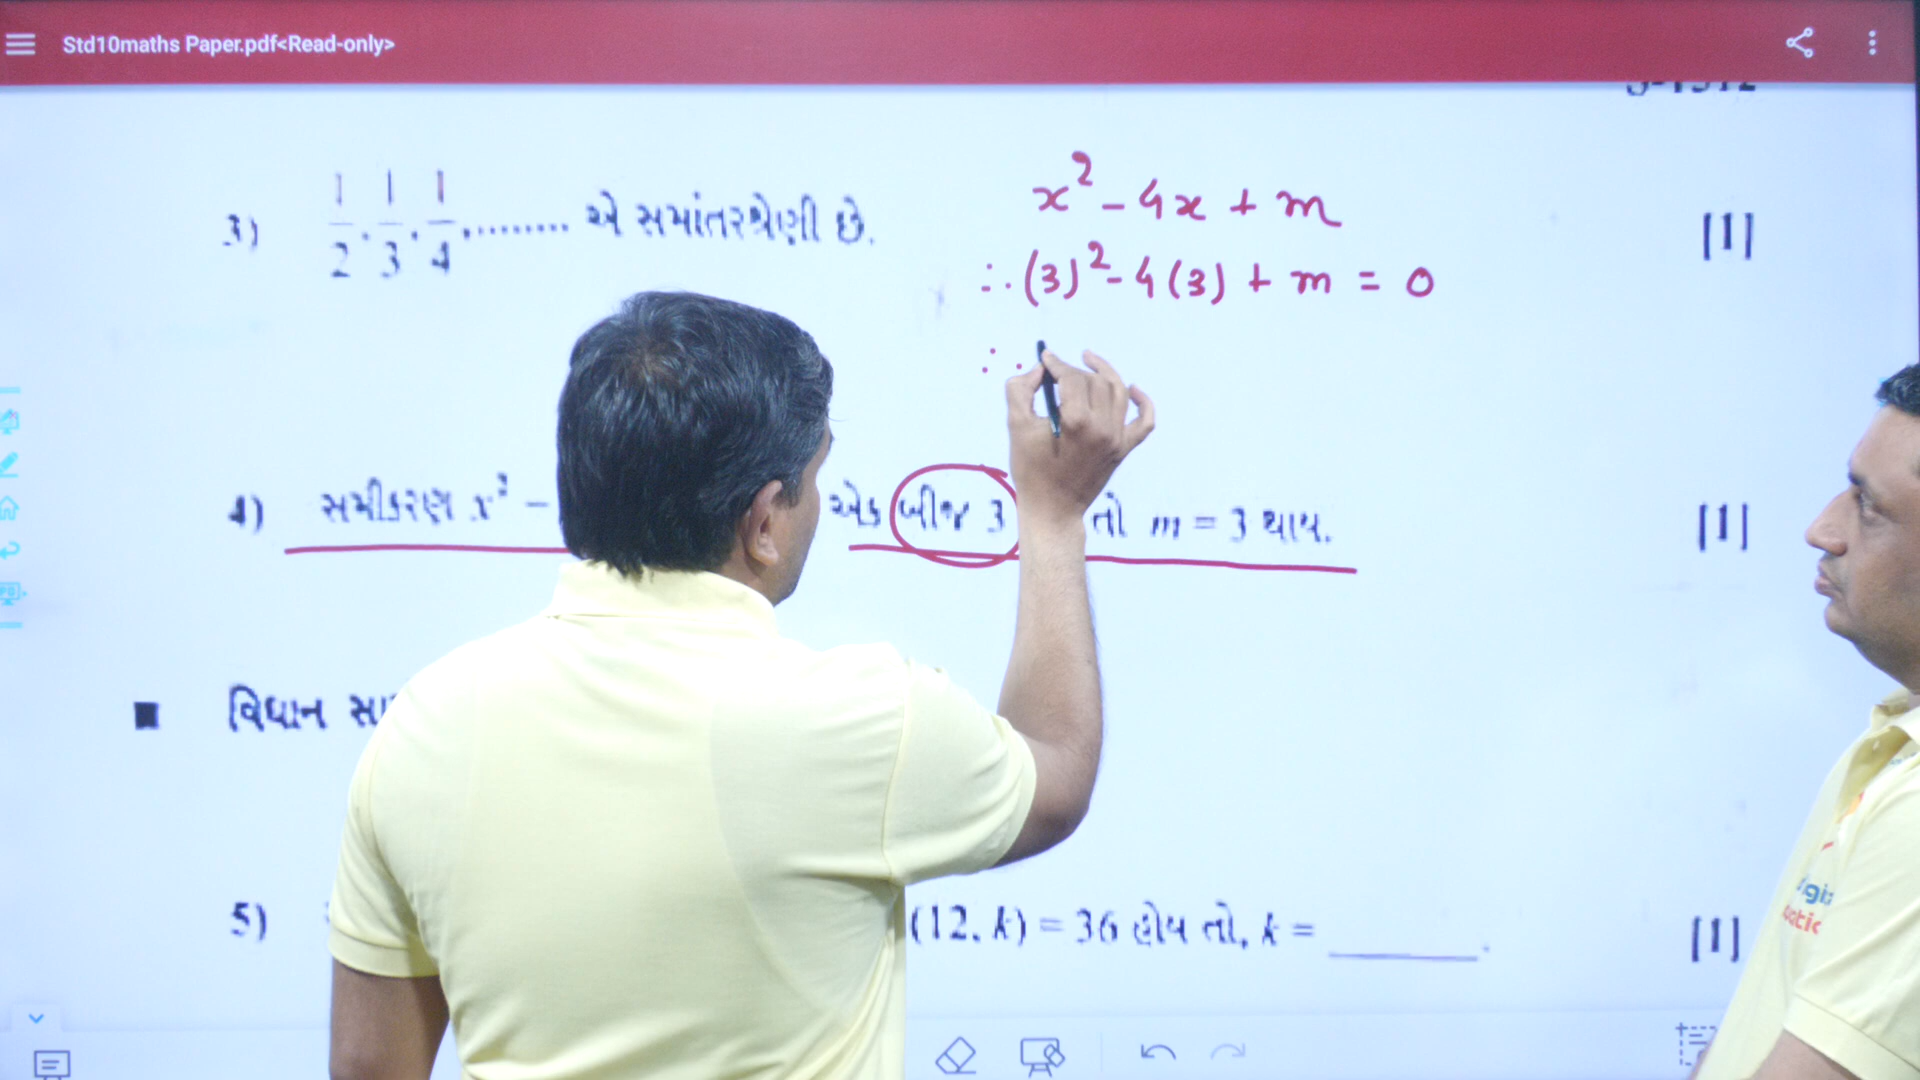 Std10maths Paper.pdf<Read-only>
3) 1/2, 1/3, 1/4, ........ એ સમાંતરશ્રેણી છે. [1]
x² - 4x + m
∴ (3)² - 4(3) + m = 0
∴
4) સમીકરણ x² - એક બીજ 3 તો m = 3 થાય. [1]
■ વિધાન
5) (12, k) = 36 હોય તો, k = ______. [1]